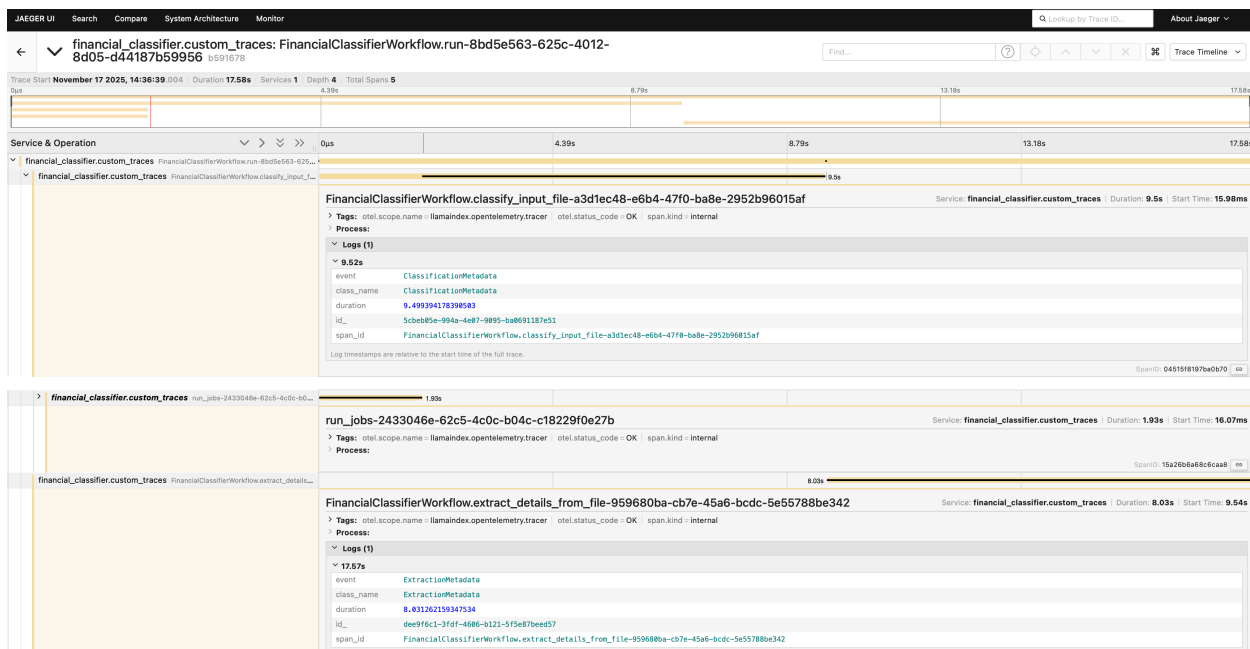 JAEGER UI Search Compare System Architecture Monitor Lookup by Trace ID... About Jaeger
financial_classifier.custom_traces: FinancialClassifierWorkflow.run-8bd5e563-625c-4012-
8d05-d44187b59956 b591678
Find... Trace Timeline
Trace Start November 17 2025, 14:36:39.004 Duration 17.58s Services 1 Depth 4 Total Spans 5
0μs 4.39s 8.79s 13.18s 17.58s
Service & Operation 0μs 4.39s 8.79s 13.18s 17.58s
financial_classifier.custom_traces FinancialClassifierWorkflow.run-8bd5e563-625...
financial_classifier.custom_traces FinancialClassifierWorkflow.classify_input_f... 9.5s
FinancialClassifierWorkflow.classify_input_file-a3d1ec48-e6b4-47f0-ba8e-2952b96015af Service: financial_classifier.custom_traces Duration: 9.5s Start Time: 15.98ms
Tags: otel.scope.name = llamaindex.opentelemetry.tracer otel.status_code = OK span.kind = internal
Process:
Logs (1)
9.52s
event ClassificationMetadata
class_name ClassificationMetadata
duration 9.499394178390503
id_ 5cbeb05e-994a-4e07-9095-ba0691187e51
span_id FinancialClassifierWorkflow.classify_input_file-a3d1ec48-e6b4-47f0-ba8e-2952b96015af
Log timestamps are relative to the start time of the full trace.
SpanID: 04515f8197ba0b70
financial_classifier.custom_traces run_jobs-2433046e-62c5-4c0c-b0... 1.93s
run_jobs-2433046e-62c5-4c0c-b04c-c18229f0e27b Service: financial_classifier.custom_traces Duration: 1.93s Start Time: 16.07ms
Tags: otel.scope.name = llamaindex.opentelemetry.tracer otel.status_code = OK span.kind = internal
Process:
SpanID: 15a26b6a68c6caa8
financial_classifier.custom_traces FinancialClassifierWorkflow.extract_details... 8.03s
FinancialClassifierWorkflow.extract_details_from_file-959680ba-cb7e-45a6-bcdc-5e55788be342 Service: financial_classifier.custom_traces Duration: 8.03s Start Time: 9.54s
Tags: otel.scope.name = llamaindex.opentelemetry.tracer otel.status_code = OK span.kind = internal
Process:
Logs (1)
17.57s
event ExtractionMetadata
class_name ExtractionMetadata
duration 8.031262159347534
id_ dee9f6c1-3fdf-4606-b121-5f5e87beed57
span_id FinancialClassifierWorkflow.extract_details_from_file-959680ba-cb7e-45a6-bcdc-5e55788be342